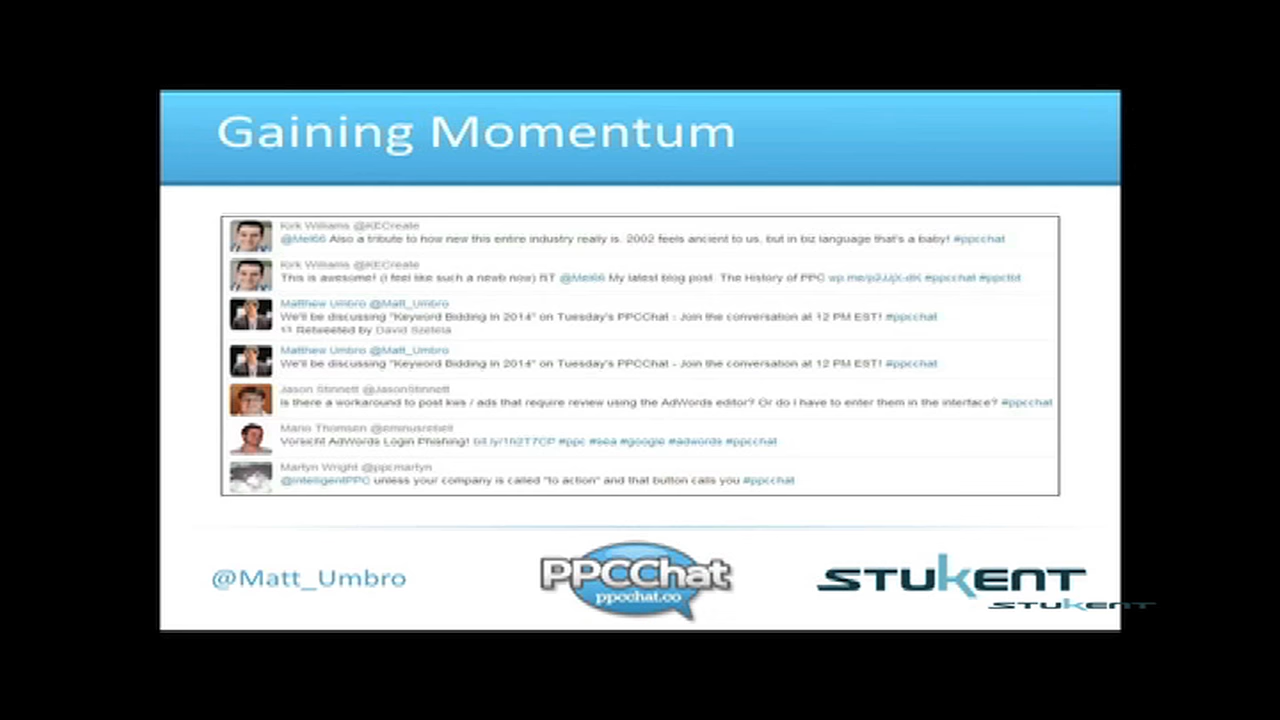 Gaining Momentum
Kirk Williams @KECreate
@Mel66 Also a tribute to how new this entire industry really is. 2002 feels ancient to us, but in biz language that's a baby! #ppcchat
Kirk Williams @KECreate
This is awesome! (I feel like such a newb now) RT @Mel66 My latest blog post: The History of PPC #ppcchat #ppctld
Matthew Umbro @Matt_Umbro
We'll be discussing "Keyword Bidding in 2014" on Tuesday's PPCChat - Join the conversation at 12 PM EST! #ppcchat
Retweeted by David Szetela
Matthew Umbro @Matt_Umbro
We'll be discussing "Keyword Bidding in 2014" on Tuesday's PPCChat - Join the conversation at 12 PM EST! #ppcchat
Jason Stinnett @JasonStinnett
Is there a workaround to post kws / ads that require review using the AdWords editor? Or do I have to enter them in the interface? #ppcchat
Mario Thomsen @eminusrebell
Vorsicht AdWords Login Phishing! #ppc #sea #google #adwords #ppcchat
Martyn Wright @ppcmartyn
@IntelligentPPC unless your company is called "to action" and that button calls you #ppcchat
@Matt_Umbro
PPCChat
ppcchat.co
STUKENT
STUKENT